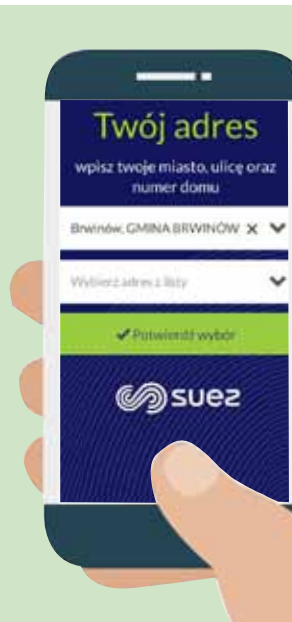 Twój adres
wpisz twoje miasto, ulicę oraz
numer domu
Brwinów, GMINA BRWINÓW
Wybierz adres z listy
Potwierdź wybór
suez